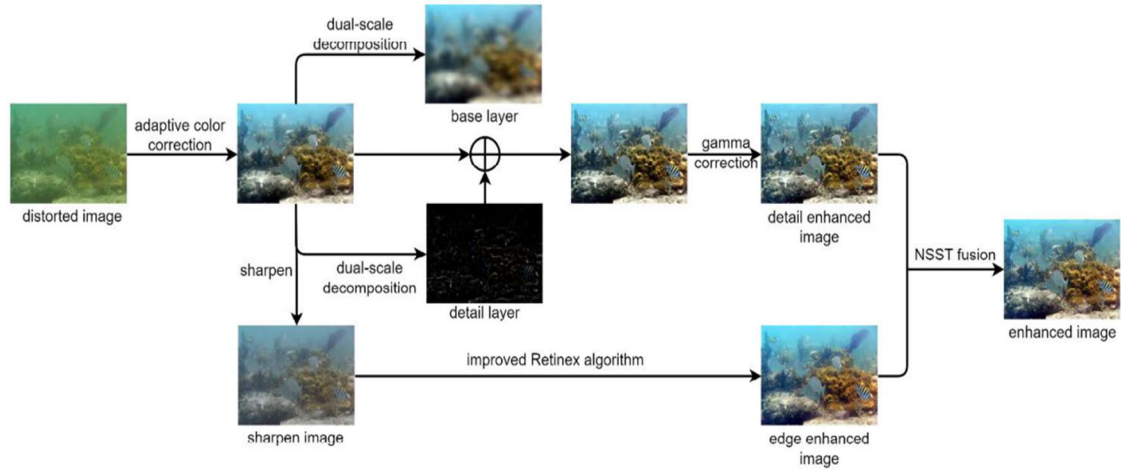 dual-scale
decomposition
base layer
adaptive color
correction
gamma
correction
distorted image
detail enhanced
image
NSST fusion
sharpen
dual-scale
decomposition
detail layer
enhanced image
improved Retinex algorithm
sharpen image
edge enhanced
image